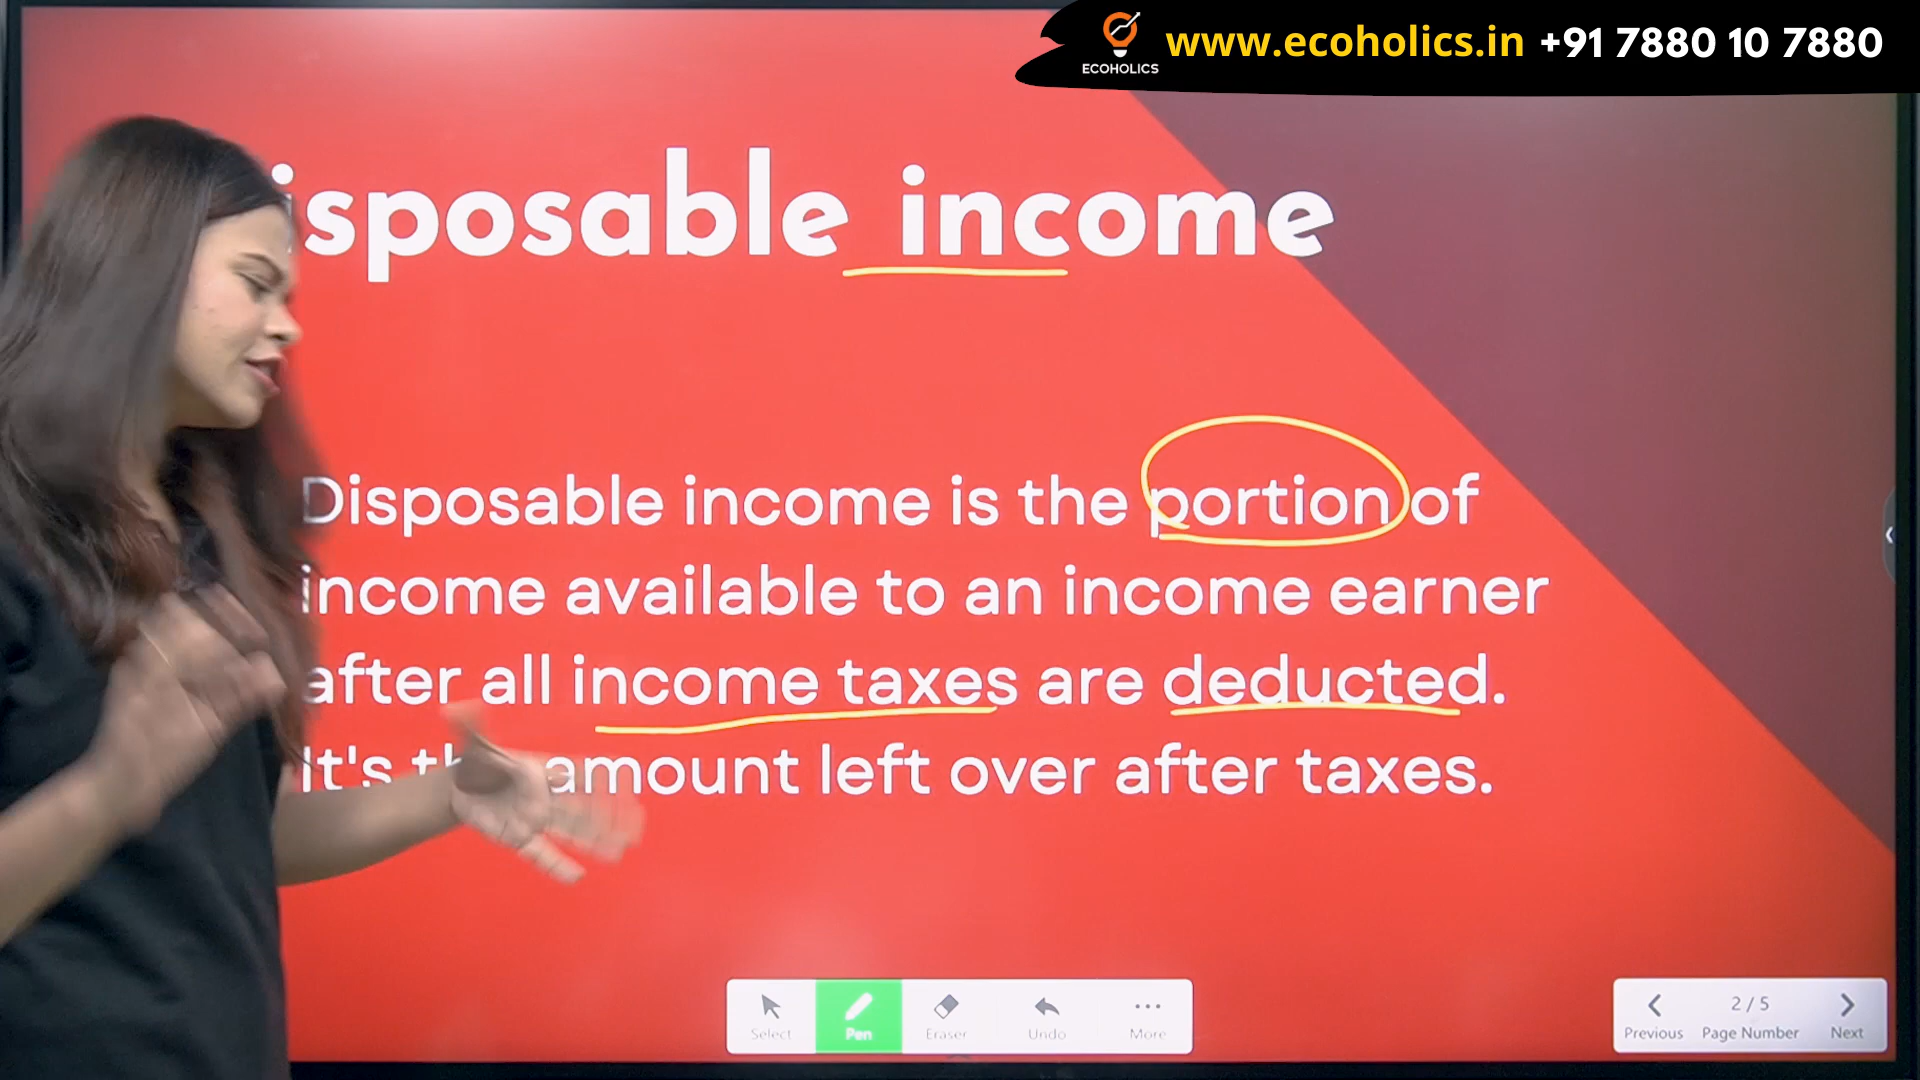 www.ecoholics.in +91 7880 10 7880
ECOHOLICS
isposable income
Disposable income is the portion of
income available to an income earner
after all income taxes are deducted.
It's amount left over after taxes.
Select Pen Eraser Undo More
2 / 5
Previous Page Number Next